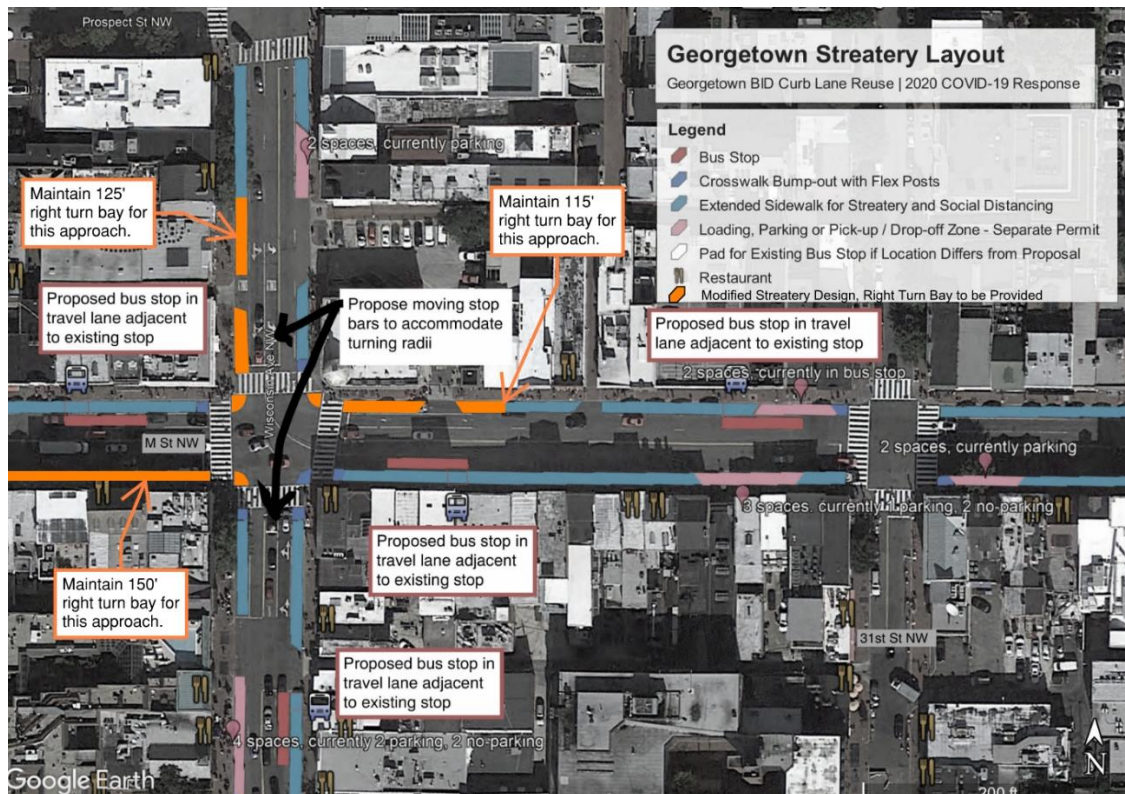 Prospect St NW
Georgetown Streatery Layout
Georgetown BID Curb Lane Reuse | 2020 COVID-19 Response
Legend
Bus Stop
Crosswalk Bump-out with Flex Posts
Extended Sidewalk for Streatery and Social Distancing
Loading, Parking or Pick-up / Drop-off Zone - Separate Permit
Pad for Existing Bus Stop if Location Differs from Proposal
Restaurant
Modified Streatery Design, Right Turn Bay to be Provided
2 spaces, currently parking
Maintain 125'
right turn bay for
this approach.
Maintain 115'
right turn bay for
this approach.
Proposed bus stop in
travel lane adjacent
to existing stop
Propose moving stop
bars to accommodate
turning radii
Proposed bus stop in travel
lane adjacent to existing stop
2 spaces, currently in bus stop
Wisconsin Ave NW
M St NW
2 spaces, currently parking
3 spaces, currently 1 parking, 2 no-parking
Proposed bus stop in
travel lane adjacent
to existing stop
Maintain 150'
right turn bay for
this approach.
31st St NW
Proposed bus stop in
travel lane adjacent
to existing stop
4 spaces, currently 2 parking, 2 no-parking
Google Earth
N
200 ft